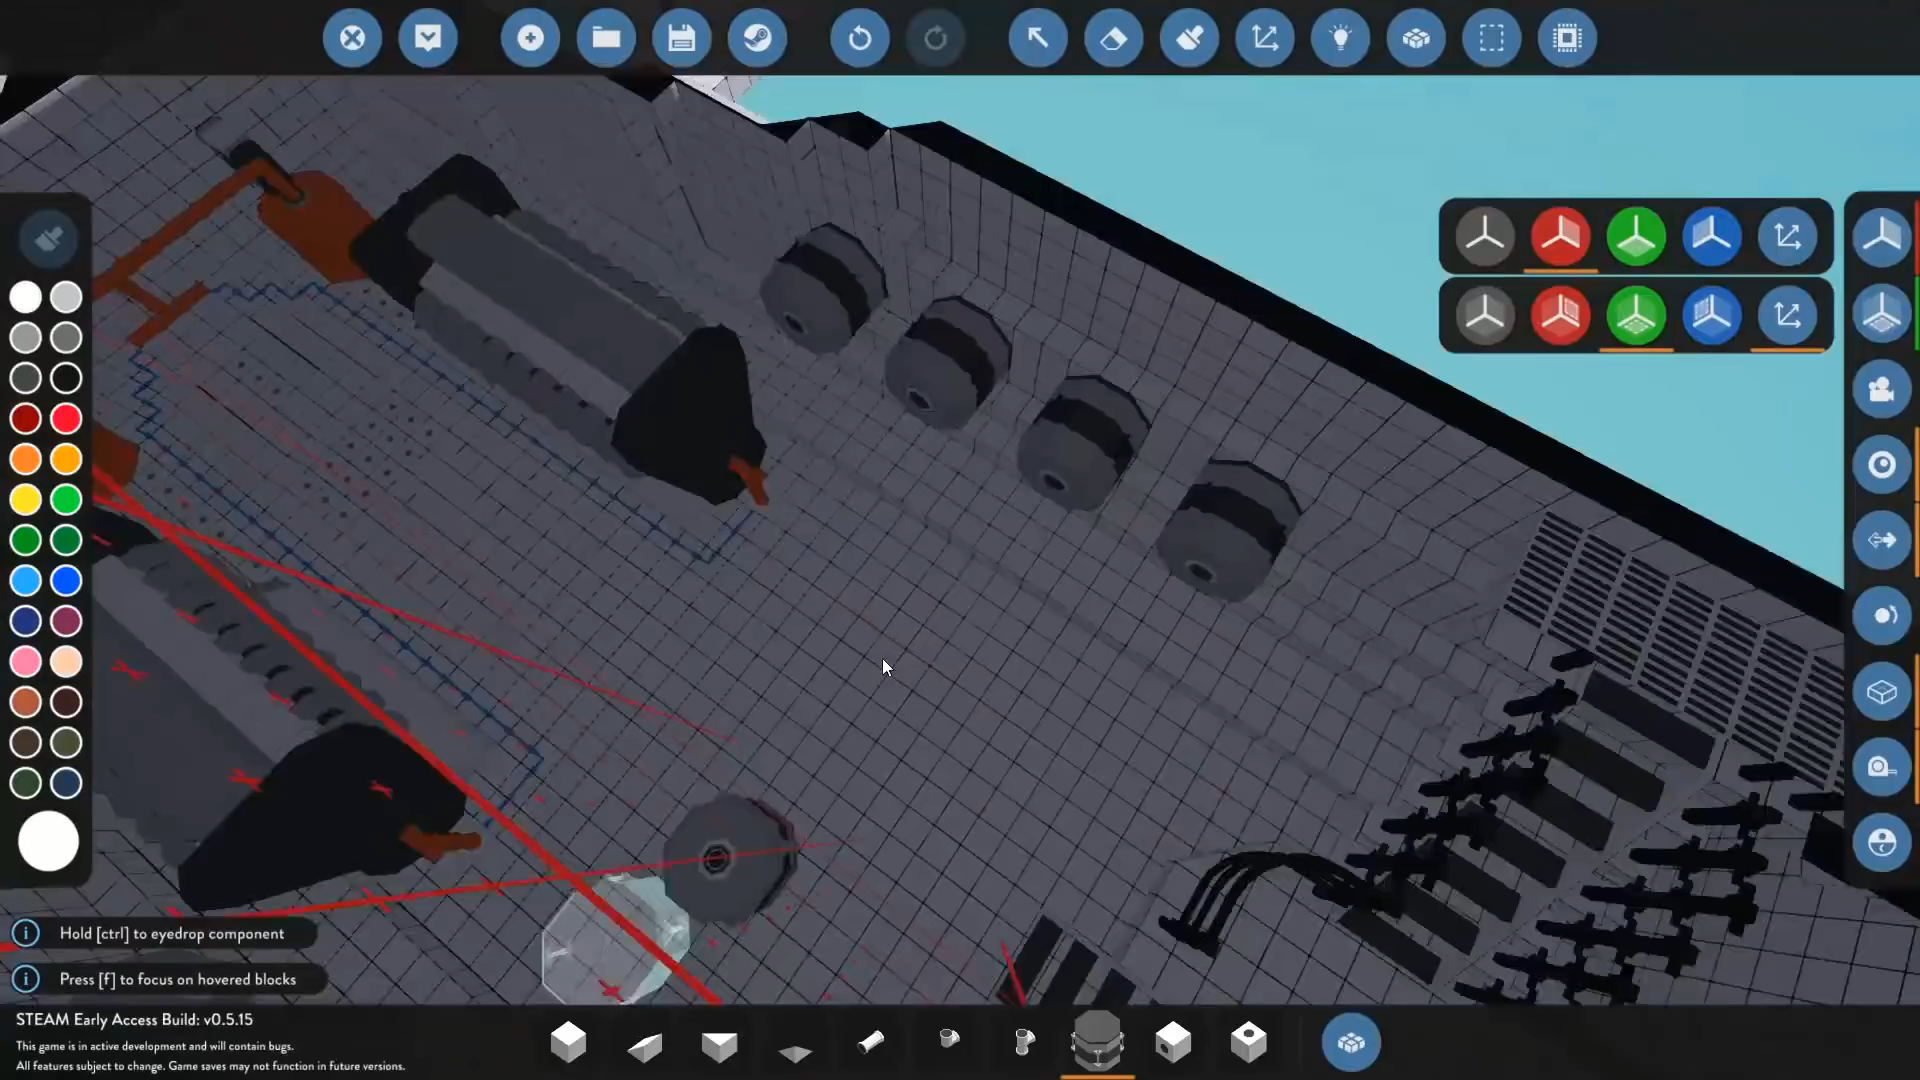 Hold [ctrl] to eyedrop component
Press [f] to focus on hovered blocks
STEAM Early Access Build: v0.5.15
This game is in active development and will contain bugs.
All features subject to change. Game saves may not function in future versions.